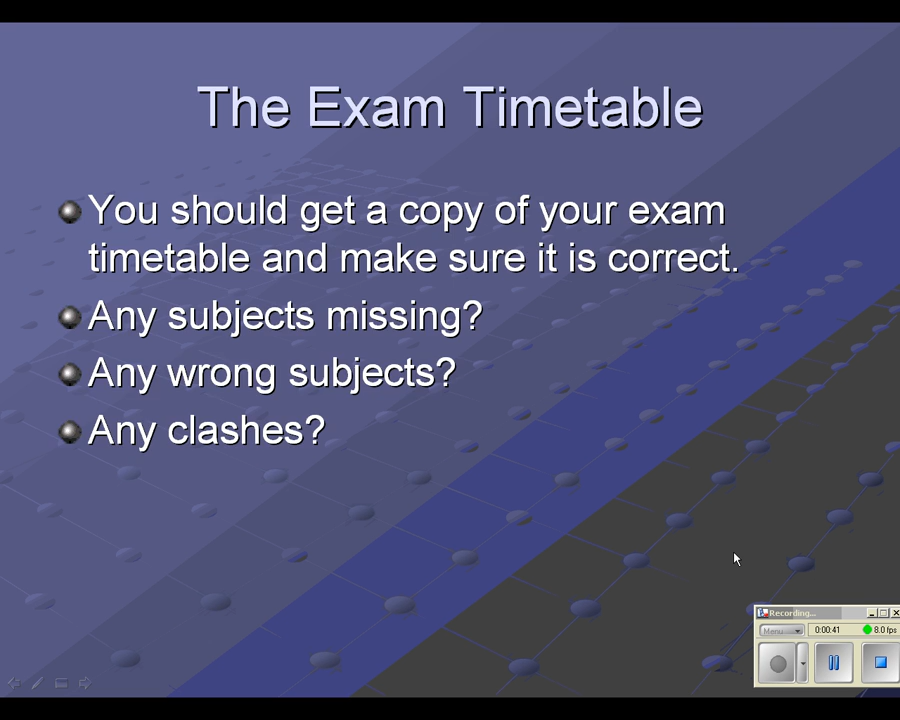 The Exam Timetable
You should get a copy of your exam
timetable and make sure it is correct.
Any subjects missing?
Any wrong subjects?
Any clashes?
Recording...
Menu
0:00:41
8.0 fps